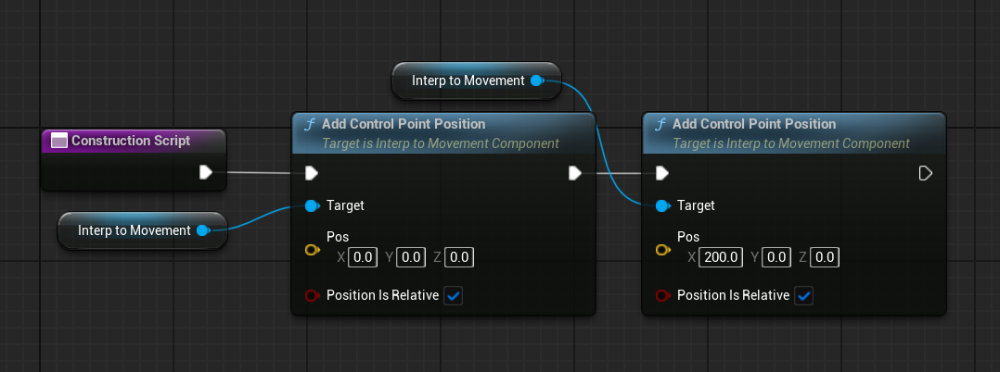 Interp to Movement
Construction Script
Interp to Movement
Add Control Point Position
Target is Interp to Movement Component
Target
Pos
X 0.0 Y 0.0 Z 0.0
Position Is Relative
Add Control Point Position
Target is Interp to Movement Component
Target
Pos
X 200.0 Y 0.0 Z 0.0
Position Is Relative